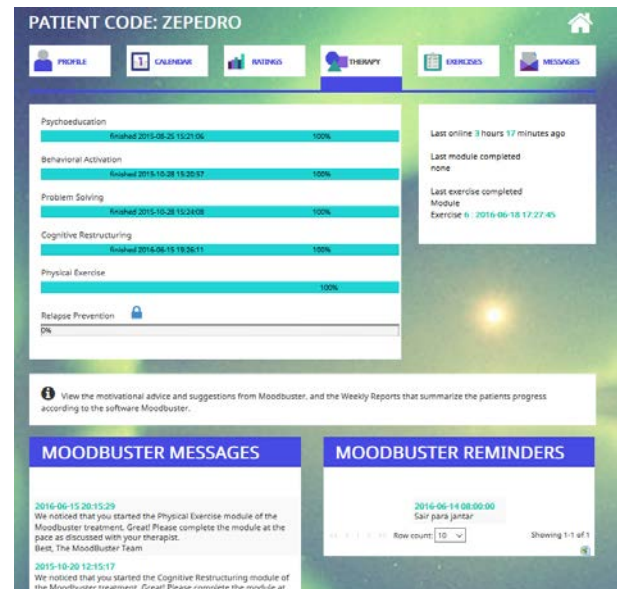 PATIENT CODE: ZEPEDRO
PROFILE
1 CALENDAR
RATINGS
THERAPY
EXERCISES
MESSAGES
Psychoeducation
finished 2015-08-25 15:21:06 100%
Behavioral Activation
finished 2015-10-28 15:20:57 100%
Problem Solving
finished 2015-10-28 15:24:08 100%
Cognitive Restructuring
finished 2016-06-15 19:26:11 100%
Physical Exercise
100%
Relapse Prevention
0%
Last online 3 hours 17 minutes ago
Last module completed
none
Last exercise completed
Module
Exercise 6 : 2016-06-18 17:27:45
View the motivational advice and suggestions from Moodbuster, and the Weekly Reports that summarize the patients progress
according to the software Moodbuster.
MOODBUSTER MESSAGES
2016-06-15 20:15:29
We noticed that you started the Physical Exercise module of the
Moodbuster treatment. Great! Please complete the module at the
pace as discussed with your therapist.
Best, The MoodBuster Team
2015-10-20 12:15:17
We noticed that you started the Cognitive Restructuring module of
the Moodbuster treatment. Great! Please complete the module at
MOODBUSTER REMINDERS
2016-06-14 08:00:00
Sair para jantar
Row count: 10 Showing 1-1 of 1